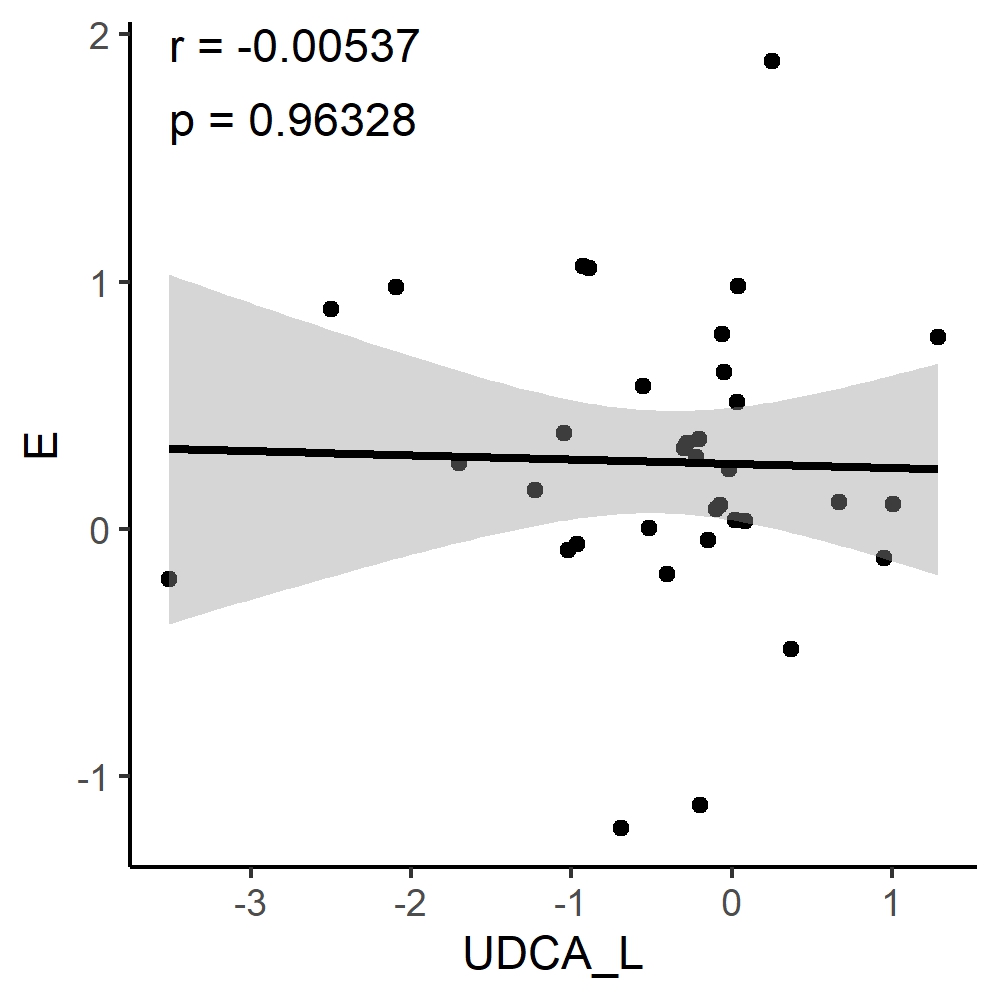 r = -0.00537
p = 0.96328
2
1
0
-1
E
-3 -2 -1 0 1
UDCA_L